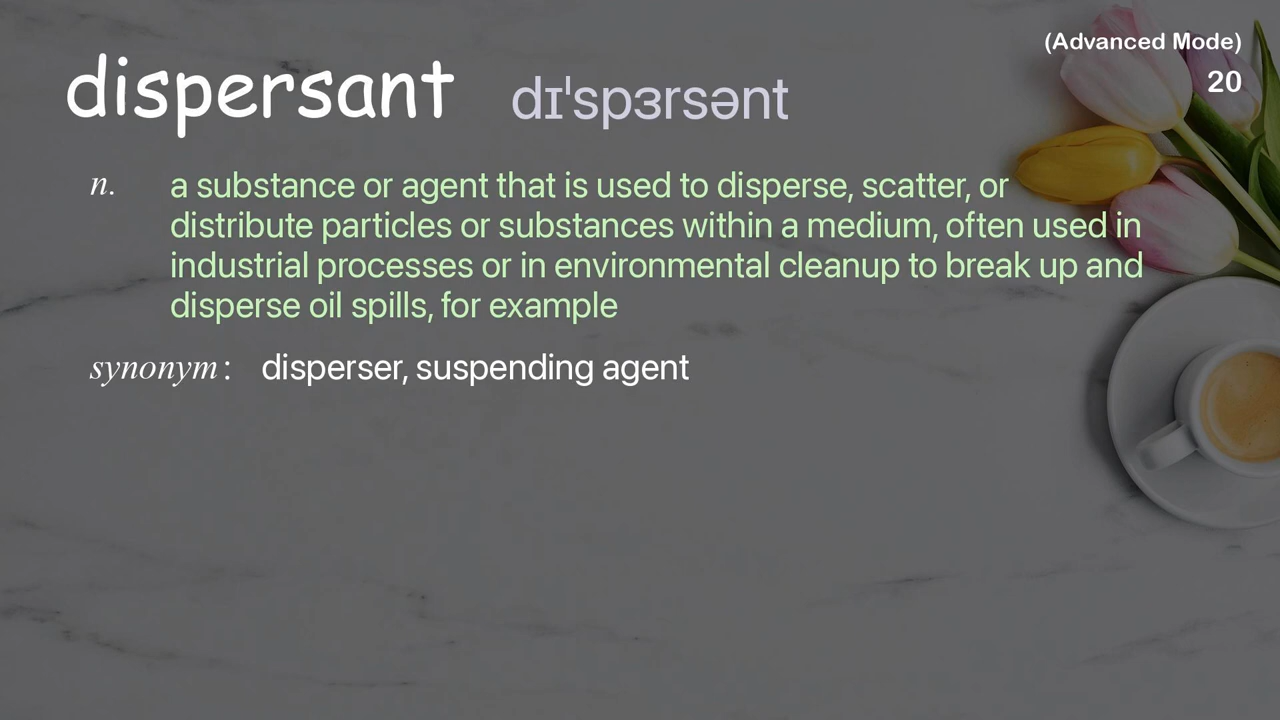 (Advanced Mode)
20
dispersant dɪˈspɜrsənt
n. a substance or agent that is used to disperse, scatter, or
distribute particles or substances within a medium, often used in
industrial processes or in environmental cleanup to break up and
disperse oil spills, for example
synonym : disperser, suspending agent